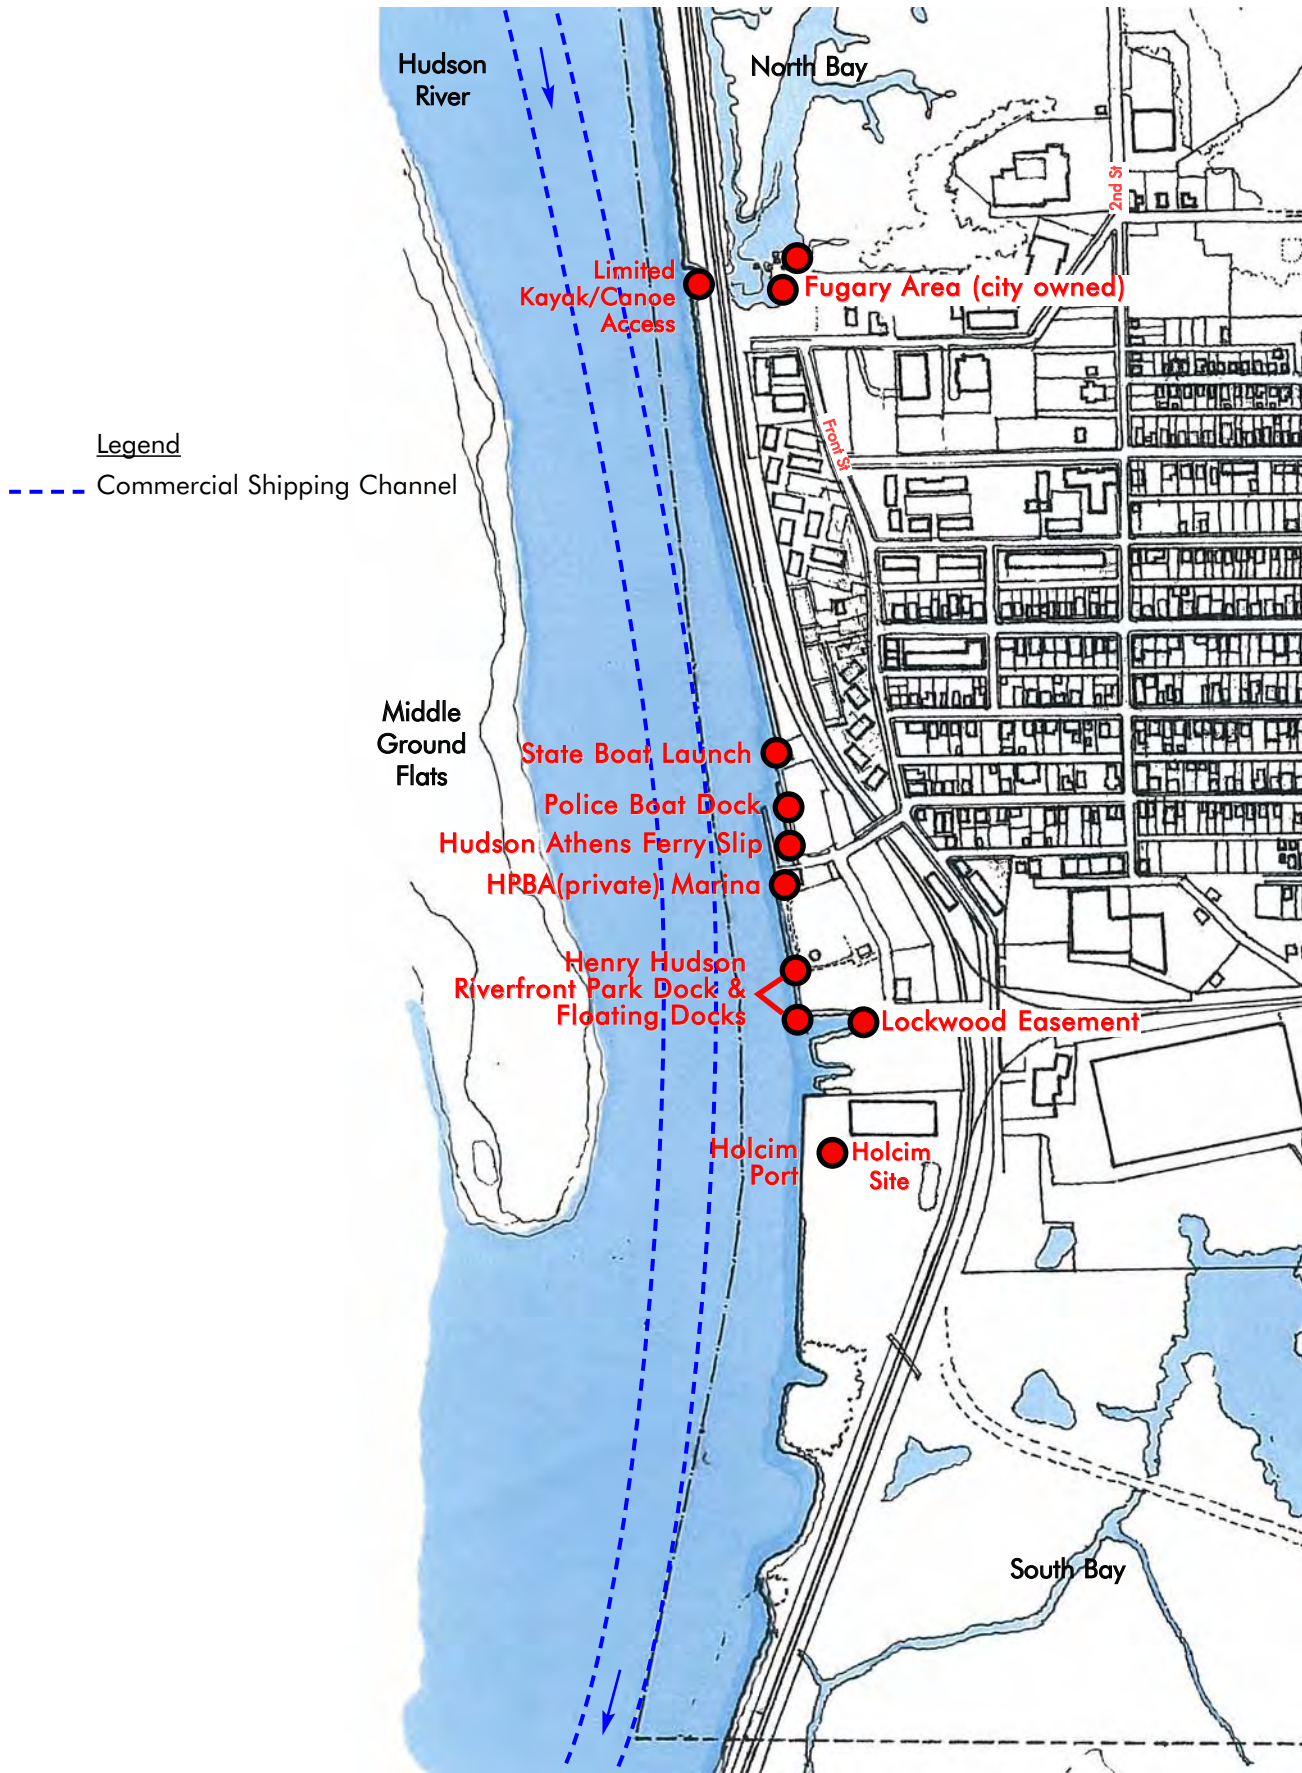 Hudson
River
North Bay
2nd St
Limited
Kayak/Canoe
Access
Fugary Area (city owned)
Front St
Legend
Commercial Shipping Channel
Middle
Ground
Flats
State Boat Launch
Police Boat Dock
Hudson Athens Ferry Slip
HPBA(private) Marina
Henry Hudson
Riverfront Park Dock &
Floating Docks
Lockwood Easement
Holcim
Port
Holcim
Site
South Bay